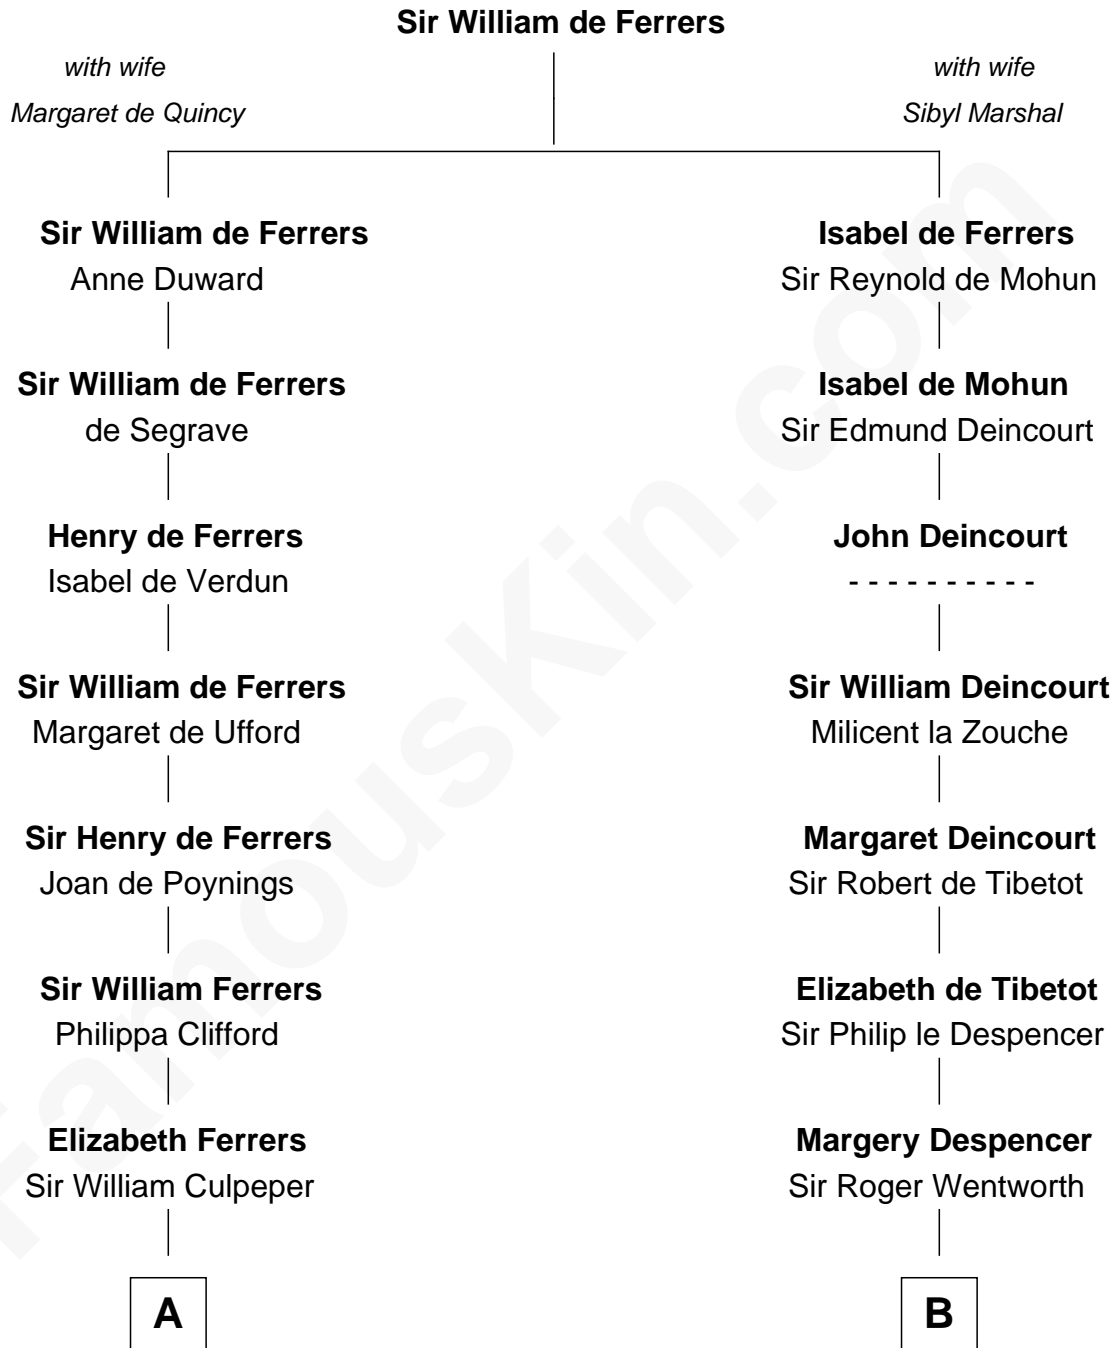 Sir William de Ferrers
with wife
Margaret de Quincy
with wife
Sibyl Marshal
Sir William de Ferrers
Anne Duward
Isabel de Ferrers
Sir Reynold de Mohun
Sir William de Ferrers
de Segrave
Isabel de Mohun
Sir Edmund Deincourt
Henry de Ferrers
Isabel de Verdun
John Deincourt
- - - - - - - - - -
Sir William de Ferrers
Margaret de Ufford
Sir William Deincourt
Milicent la Zouche
Sir Henry de Ferrers
Joan de Poynings
Margaret Deincourt
Sir Robert de Tibetot
Sir William Ferrers
Philippa Clifford
Elizabeth de Tibetot
Sir Philip le Despencer
Elizabeth Ferrers
Sir William Culpeper
Margery Despencer
Sir Roger Wentworth
A
B
FamousKin.com